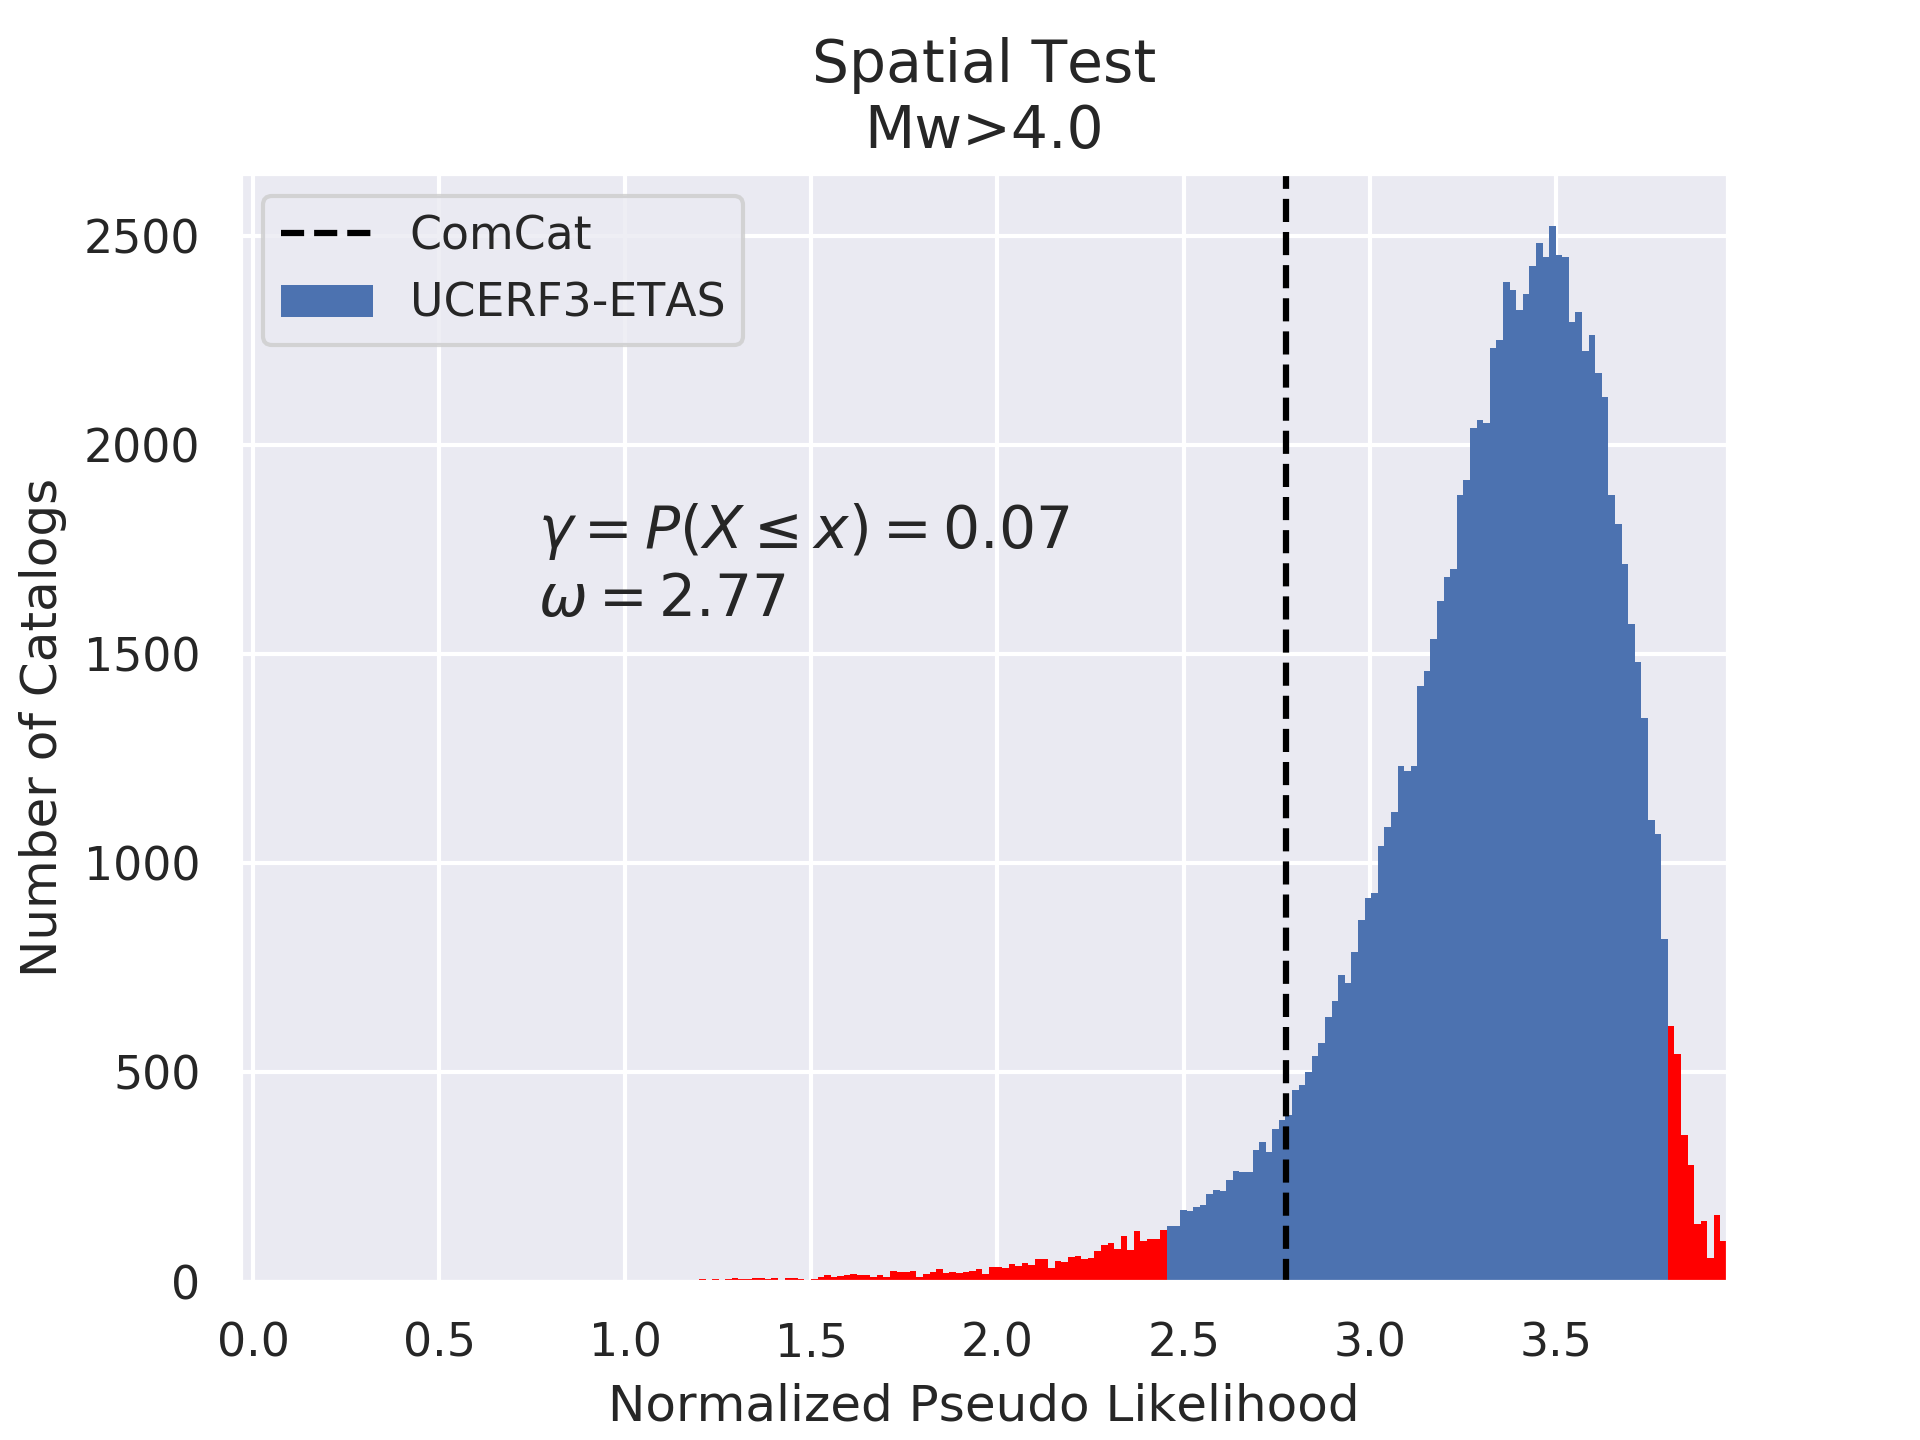 Spatial Test
Mw>4.0
ComCat
UCERF3-ETAS
γ = P(X ≤ x) = 0.07
ω = 2.77
Number of Catalogs
2500
2000
1500
1000
500
0
0.0 0.5 1.0 1.5 2.0 2.5 3.0 3.5
Normalized Pseudo Likelihood